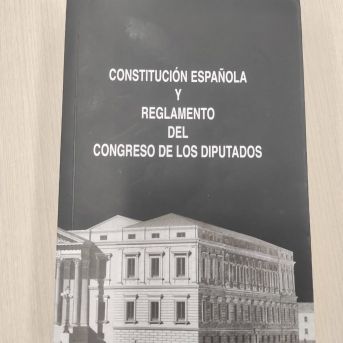 CONSTITUCIÓN ESPAÑOLA
Y
REGLAMENTO
DEL
CONGRESO DE LOS DIPUTADOS